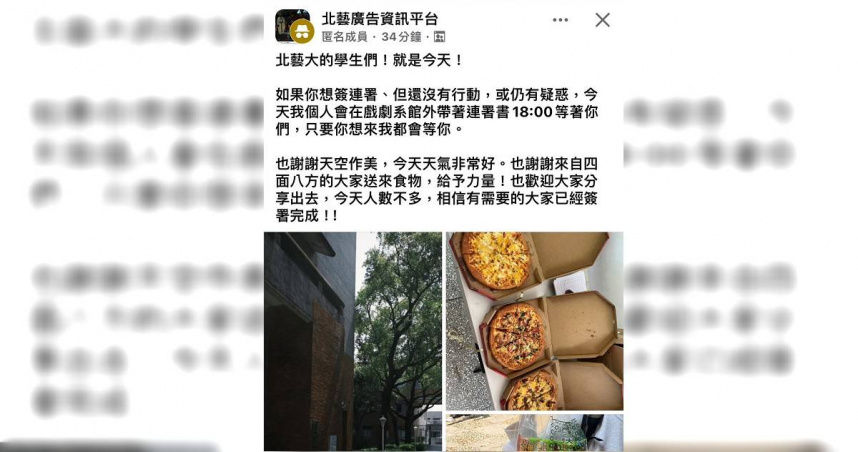 北藝廣告資訊平台
匿名成員・34分鐘・
北藝大的學生們！就是今天！
如果你想簽連署、但還沒有行動，或仍有疑惑，今
天我個人會在戲劇系館外帶著連署書 18:00 等著你
們，只要你想來我都會等你。
也謝謝天空作美，今天天氣非常好。也謝謝來自四
面八方的大家送來食物，給予力量！也歡迎大家分
享出去，今天人數不多，相信有需要的大家已經簽
署完成 ! !